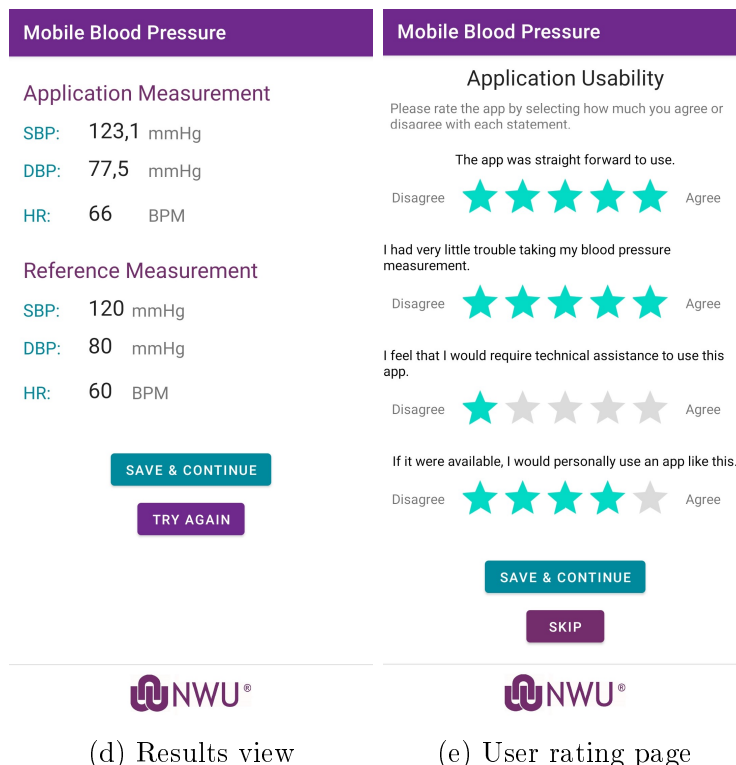 Mobile Blood Pressure
Application Measurement
SBP: 123,1 mmHg
DBP: 77,5 mmHg
HR: 66 BPM
Reference Measurement
SBP: 120 mmHg
DBP: 80 mmHg
HR: 60 BPM
SAVE & CONTINUE
TRY AGAIN
NWU®
(d) Results view
Mobile Blood Pressure
Application Usability
Please rate the app by selecting how much you agree or
disagree with each statement.
The app was straight forward to use.
Disagree Agree
I had very little trouble taking my blood pressure
measurement.
Disagree Agree
I feel that I would require technical assistance to use this
app.
Disagree Agree
If it were available, I would personally use an app like this.
Disagree Agree
SAVE & CONTINUE
SKIP
NWU®
(e) User rating page